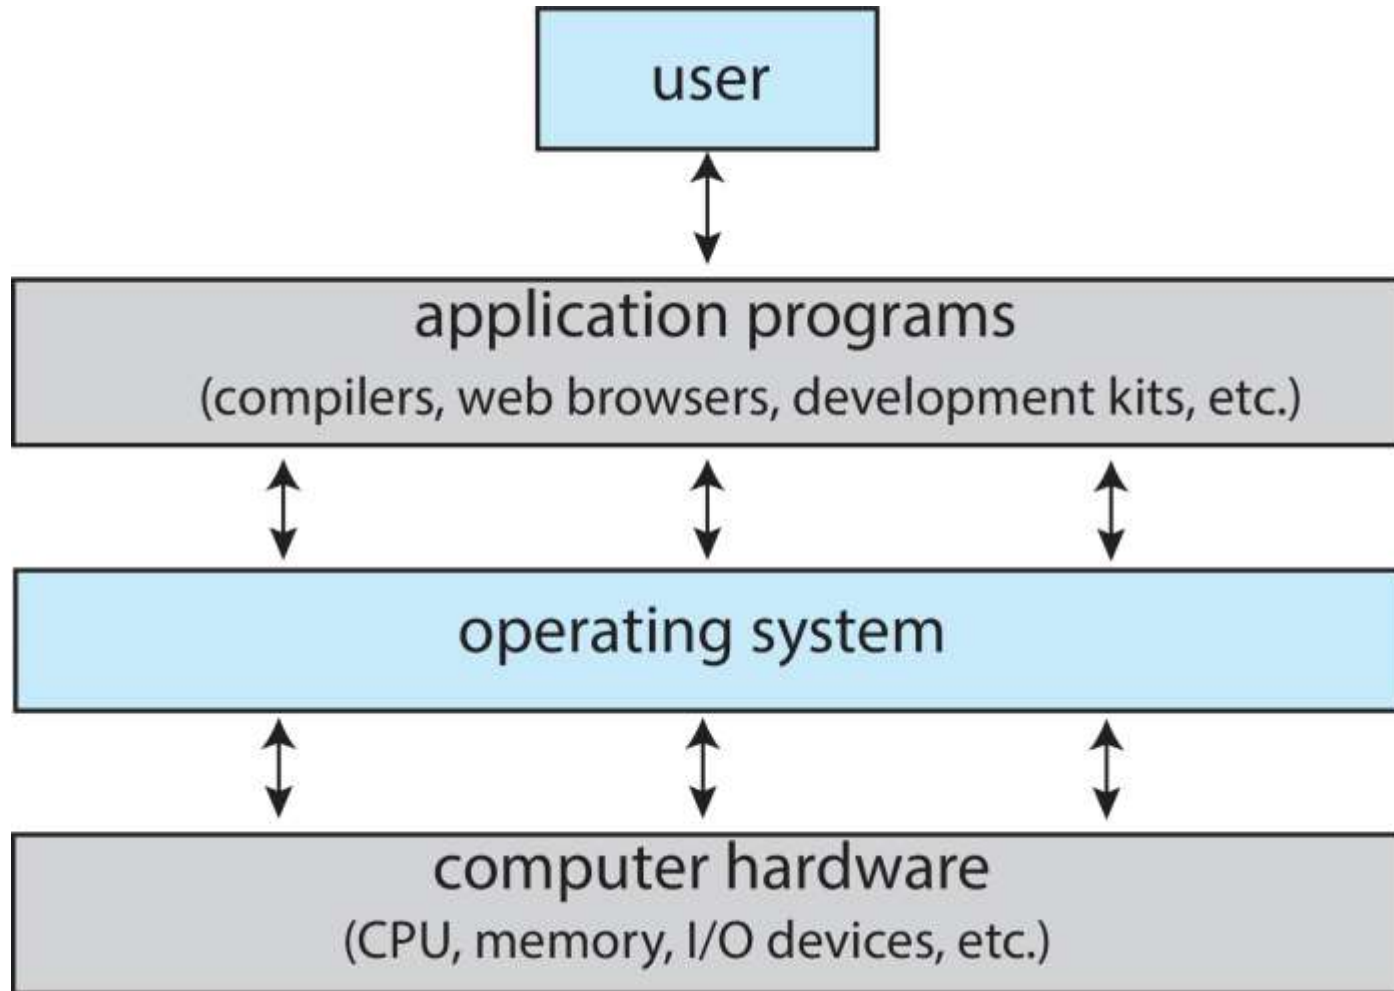 user
application programs
(compilers, web browsers, development kits, etc.)
operating system
computer hardware
(CPU, memory, I/O devices, etc.)